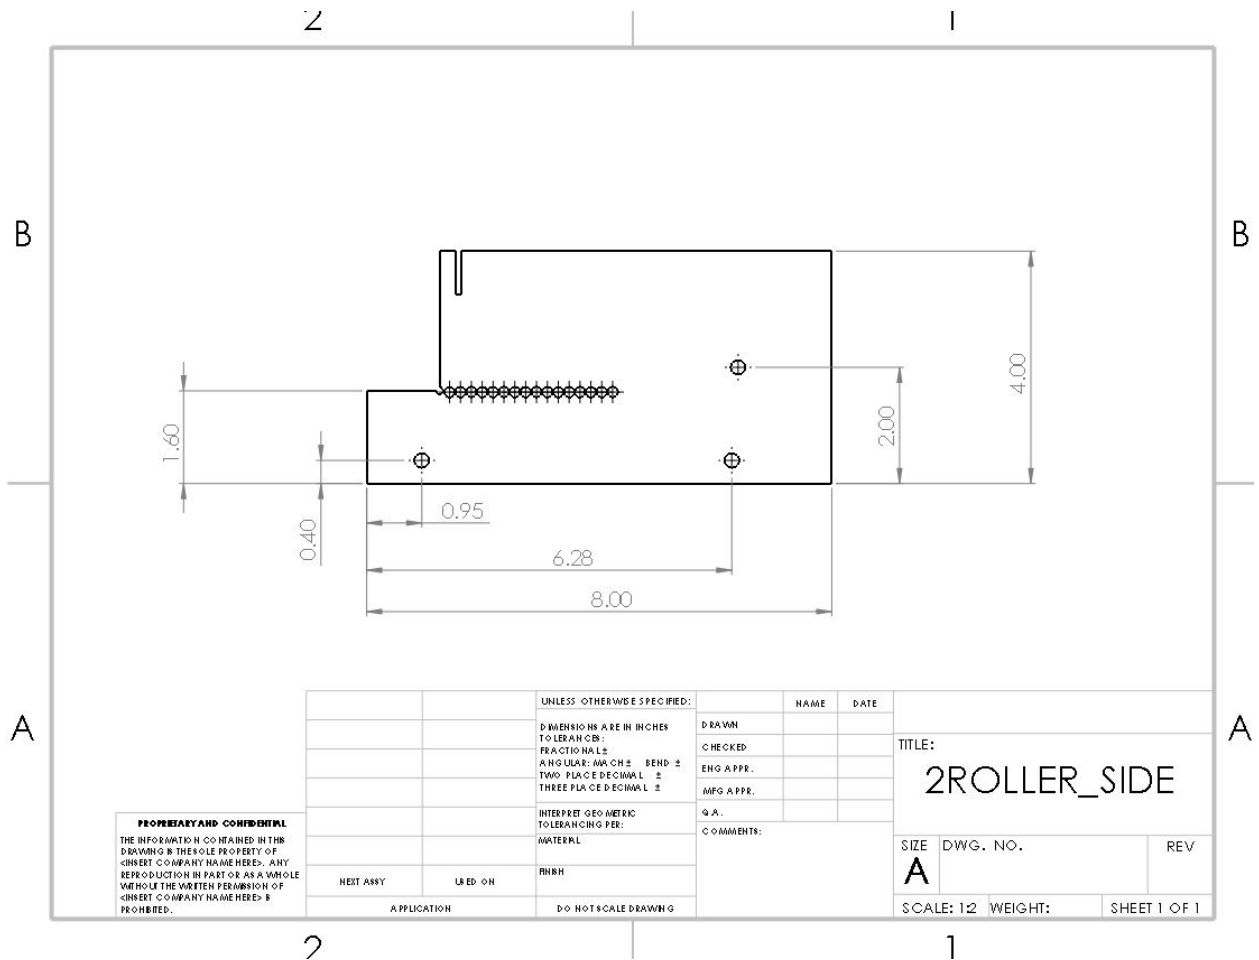 2
1
B
B
4.00
2.00
1.60
0.40
0.95
6.28
8.00
A
A
UNLESS OTHERWISE SPECIFIED:
DIMENSIONS ARE IN INCHES
TOLERANCES:
FRACTIONAL ±
ANGULAR: MACH ± BEND ±
TWO PLACE DECIMAL ±
THREE PLACE DECIMAL ±
INTERPRET GEOMETRIC
TOLERANCING PER:
MATERIAL
FINISH
DO NOT SCALE DRAWING
NAME DATE
DRAWN
CHECKED
ENG APPR.
MFG APPR.
Q.A.
COMMENTS:
TITLE:
2ROLLER_SIDE
SIZE DWG. NO. REV
A
SCALE: 1:2 WEIGHT: SHEET 1 OF 1
PROPRIETARY AND CONFIDENTIAL
THE INFORMATION CONTAINED IN THIS
DRAWING IS THE SOLE PROPERTY OF
<INSERT COMPANY NAME HERE>. ANY
REPRODUCTION IN PART OR AS A WHOLE
WITHOUT THE WRITTEN PERMISSION OF
<INSERT COMPANY NAME HERE> IS
PROHIBITED.
NEXT ASSY USED ON
APPLICATION
2
1